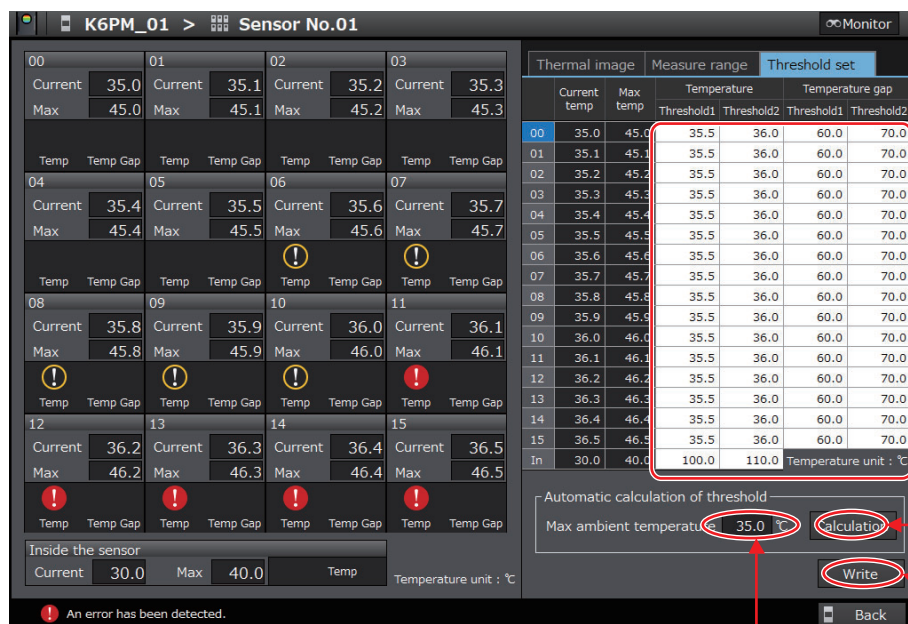 K6PM_01 > Sensor No.01 Monitor
00 01 02 03
Current 35.0 Current 35.1 Current 35.2 Current 35.3
Max 45.0 Max 45.1 Max 45.2 Max 45.3
Temp Temp Gap Temp Temp Gap Temp Temp Gap Temp Temp Gap
04 05 06 07
Current 35.4 Current 35.5 Current 35.6 Current 35.7
Max 45.4 Max 45.5 Max 45.6 Max 45.7
! !
Temp Temp Gap Temp Temp Gap Temp Temp Gap Temp Temp Gap
08 09 10 11
Current 35.8 Current 35.9 Current 36.0 Current 36.1
Max 45.8 Max 45.9 Max 46.0 Max 46.1
! ! ! !
Temp Temp Gap Temp Temp Gap Temp Temp Gap Temp Temp Gap
12 13 14 15
Current 36.2 Current 36.3 Current 36.4 Current 36.5
Max 46.2 Max 46.3 Max 46.4 Max 46.5
! ! ! !
Temp Temp Gap Temp Temp Gap Temp Temp Gap Temp Temp Gap
Inside the sensor
Current 30.0 Max 40.0 Temp Temperature unit : ℃
Thermal image Measure range Threshold set
Current temp Max temp Temperature Temperature gap
Threshold1 Threshold2 Threshold1 Threshold2
00 35.0 45.0 35.5 36.0 60.0 70.0
01 35.1 45.1 35.5 36.0 60.0 70.0
02 35.2 45.2 35.5 36.0 60.0 70.0
03 35.3 45.3 35.5 36.0 60.0 70.0
04 35.4 45.4 35.5 36.0 60.0 70.0
05 35.5 45.5 35.5 36.0 60.0 70.0
06 35.6 45.6 35.5 36.0 60.0 70.0
07 35.7 45.7 35.5 36.0 60.0 70.0
08 35.8 45.8 35.5 36.0 60.0 70.0
09 35.9 45.9 35.5 36.0 60.0 70.0
10 36.0 46.0 35.5 36.0 60.0 70.0
11 36.1 46.1 35.5 36.0 60.0 70.0
12 36.2 46.2 35.5 36.0 60.0 70.0
13 36.3 46.3 35.5 36.0 60.0 70.0
14 36.4 46.4 35.5 36.0 60.0 70.0
15 36.5 46.5 35.5 36.0 60.0 70.0
In 30.0 40.0 100.0 110.0 Temperature unit : ℃
Automatic calculation of threshold
Max ambient temperature 35.0 ℃ Calculation
Write
! An error has been detected. Back